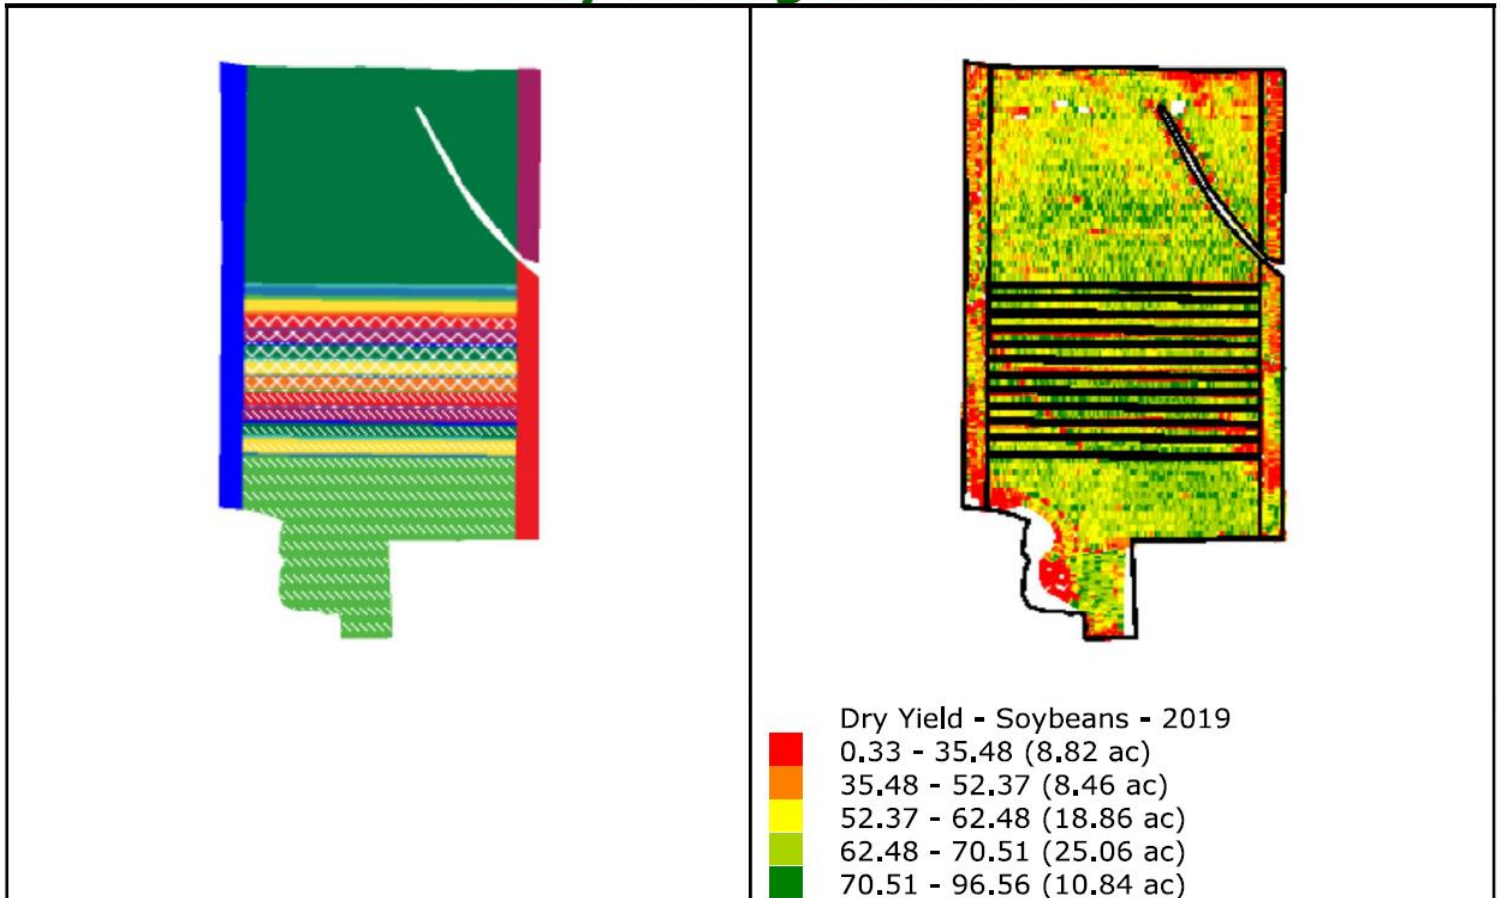 Dry Yield - Soybeans - 2019
0.33 - 35.48 (8.82 ac)
35.48 - 52.37 (8.46 ac)
52.37 - 62.48 (18.86 ac)
62.48 - 70.51 (25.06 ac)
70.51 - 96.56 (10.84 ac)